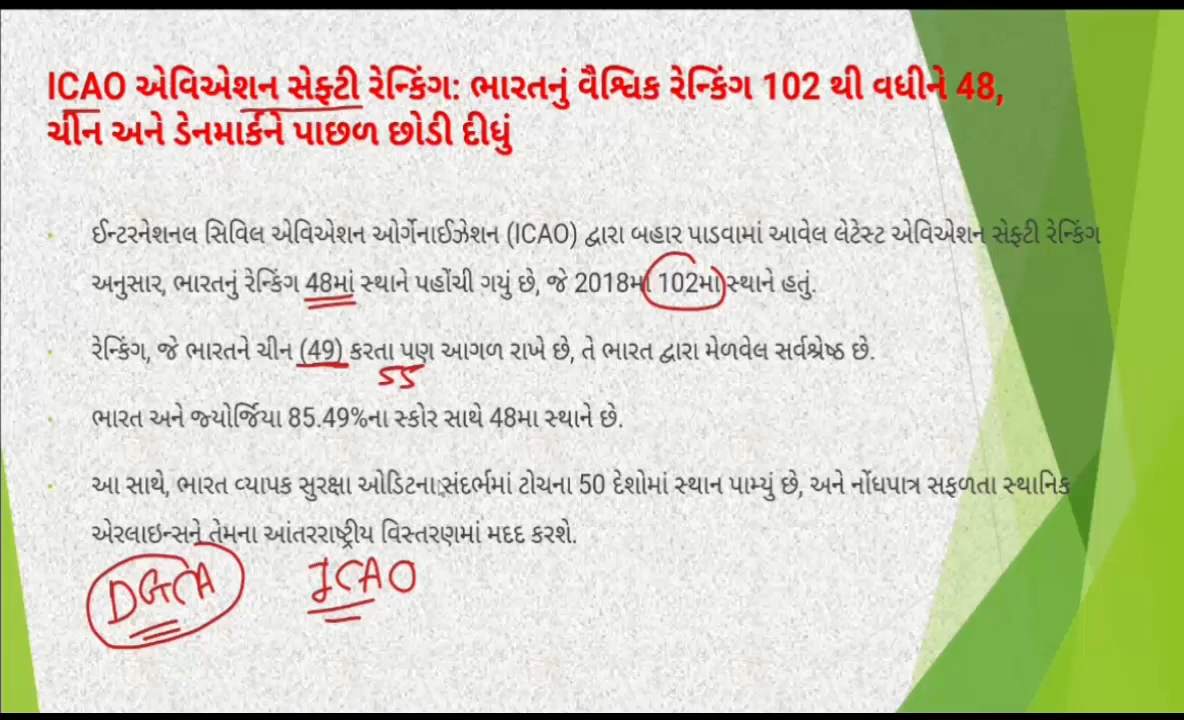 ICAO એવિએશન સેફ્ટી રેન્કિંગ: ભારતનું વૈશ્વિક રેન્કિંગ 102 થી વધીને 48,
ચીન અને ડેનમાર્કને પાછળ છોડી દીધું
ઈન્ટરનેશનલ સિવિલ એવિએશન ઓર્ગેનાઈઝેશન (ICAO) દ્વારા બહાર પાડવામાં આવેલ લેટેસ્ટ એવિએશન સેફ્ટી રેન્કિંગ
અનુસાર, ભારતનું રેન્કિંગ 48માં સ્થાને પહોંચી ગયું છે, જે 2018માં 102મા સ્થાને હતું.
રેન્કિંગ, જે ભારતને ચીન (49) કરતા પણ આગળ રાખે છે, તે ભારત દ્વારા મેળવેલ સર્વશ્રેષ્ઠ છે.
55
ભારત અને જ્યોર્જિયા 85.49%ના સ્કોર સાથે 48મા સ્થાને છે.
આ સાથે, ભારત વ્યાપક સુરક્ષા ઓડિટના સંદર્ભમાં ટોચના 50 દેશોમાં સ્થાન પામ્યું છે, અને નોંધપાત્ર સફળતા સ્થાનિક
એરલાઇન્સને તેમના આંતરરાષ્ટ્રીય વિસ્તરણમાં મદદ કરશે.
DGCA ICAO